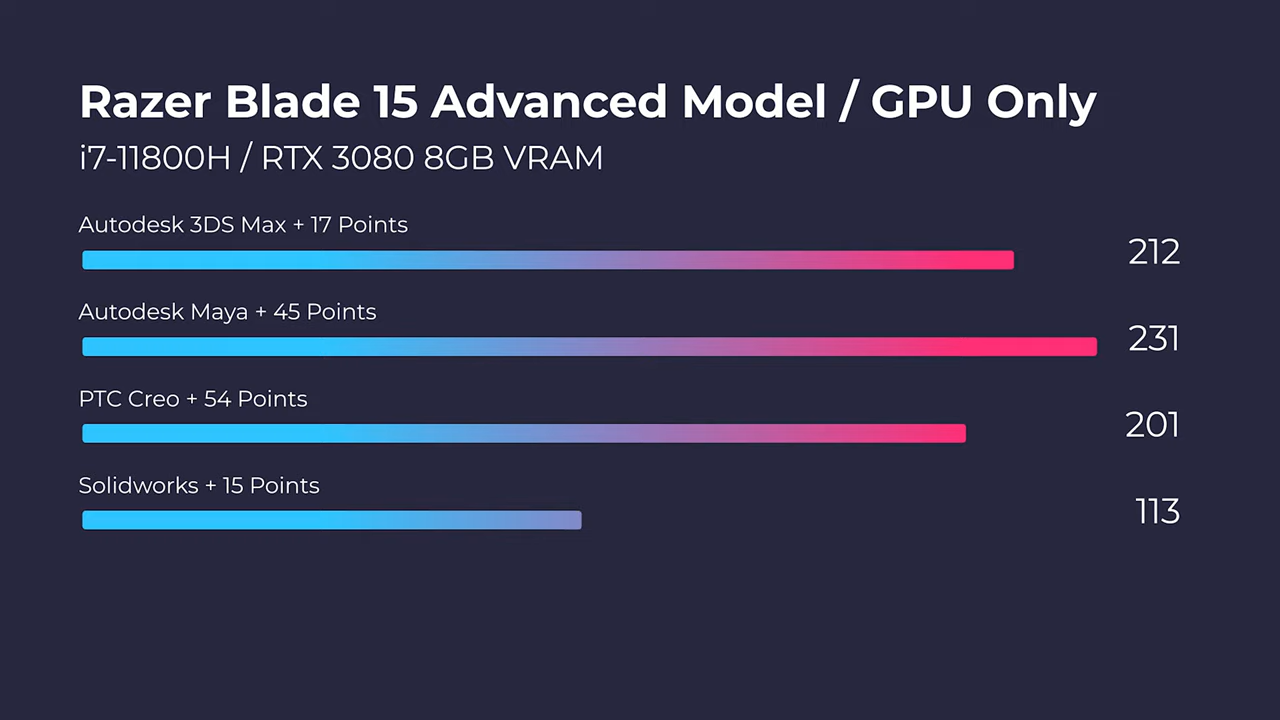 Razer Blade 15 Advanced Model / GPU Only
i7-11800H / RTX 3080 8GB VRAM
Autodesk 3DS Max + 17 Points
212
Autodesk Maya + 45 Points
231
PTC Creo + 54 Points
201
Solidworks + 15 Points
113